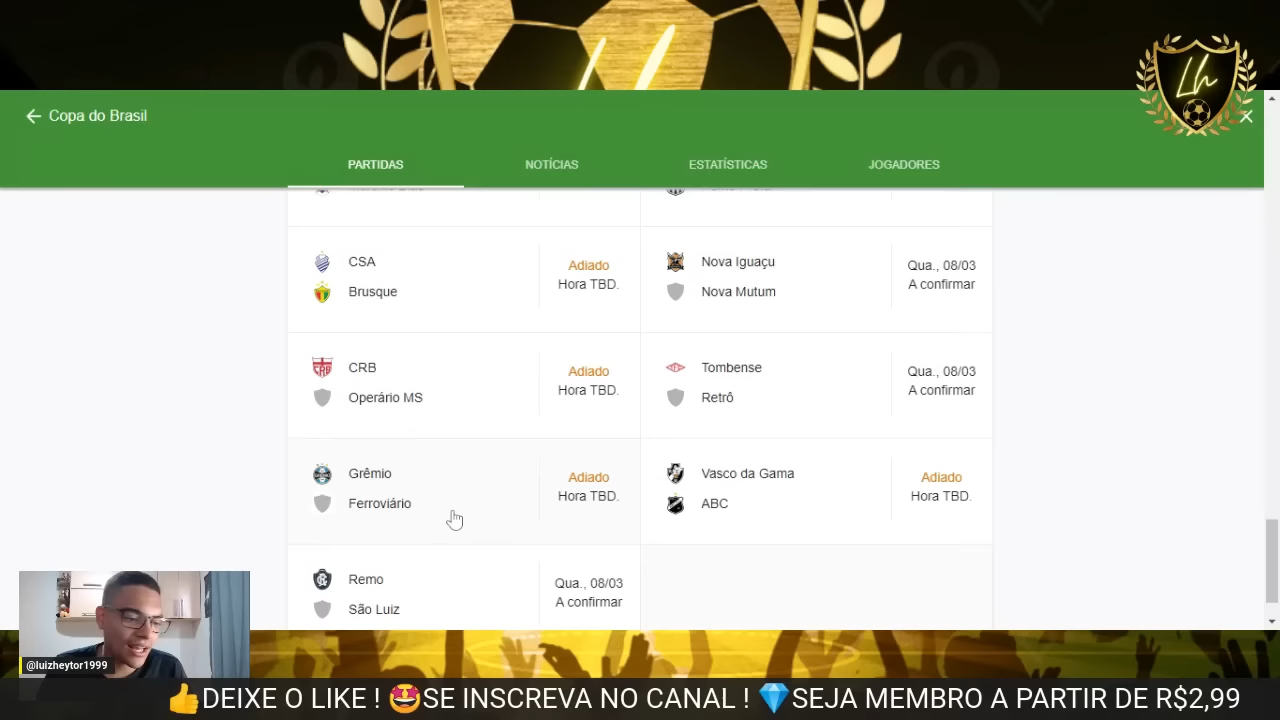 Lh
Copa do Brasil
PARTIDAS
NOTÍCIAS
ESTATÍSTICAS
JOGADORES
CSA
Brusque
Adiado
Hora TBD.
Nova Iguaçu
Nova Mutum
Qua., 08/03
A confirmar
CRB
Operário MS
Adiado
Hora TBD.
Tombense
Retrô
Qua., 08/03
A confirmar
Grêmio
Ferroviário
Adiado
Hora TBD.
Vasco da Gama
ABC
Adiado
Hora TBD.
Remo
São Luiz
Qua., 08/03
A confirmar
@luizheytor1999
👍DEIXE O LIKE ! 🤩SE INSCREVA NO CANAL ! 💎SEJA MEMBRO A PARTIR DE R$2,99